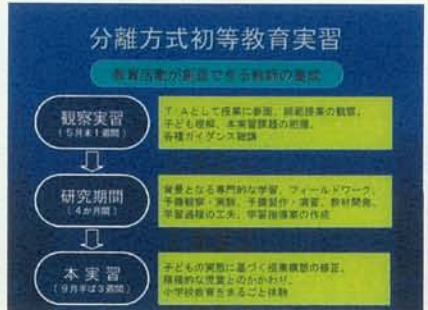 分離方式初等教育実習
教育活動が創造できる教師の養成
観察実習
(5月末1週間)
T・Aとして授業に参画、師範授業の観察、
子ども理解、本実習課題の把握、
各種ガイダンス聴講
研究期間
(4か月間)
背景となる専門的な学習、フィールドワーク、
予備観察・実験、予備製作・演習、教材開発、
学習過程の工夫、学習指導案の作成
本実習
(9月半ば3週間)
子どもの実態に基づく授業構想の修正、
積極的な児童とのかかわり、
小学校教育をまるごと体験